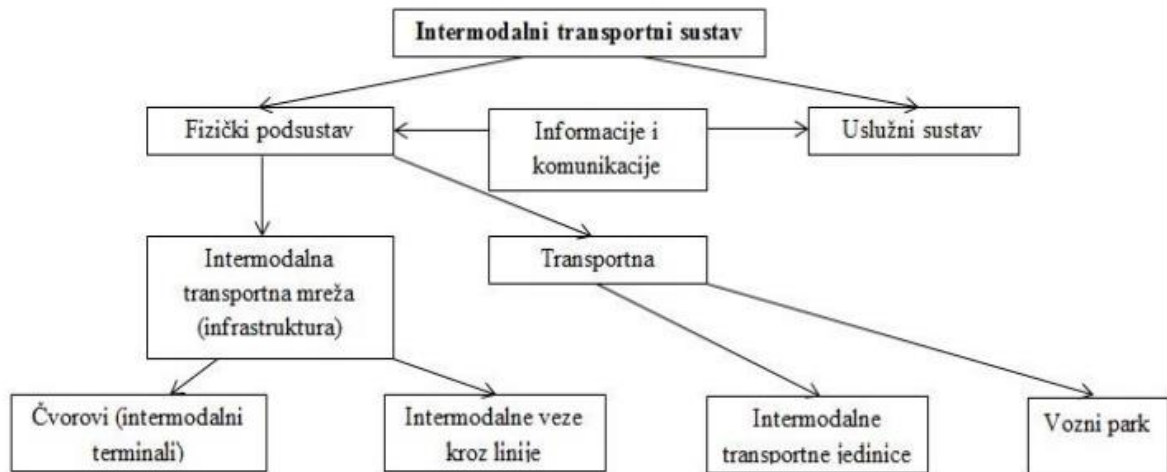 Intermodalni transportni sustav
Fizički podsustav
Informacije i
komunikacije
Uslužni sustav
Intermodalna
transportna mreža
(infrastruktura)
Transportna
Čvorovi (intermodalni
terminali)
Intermodalne veze
kroz linije
Intermodalne
transportne jedinice
Vozni park